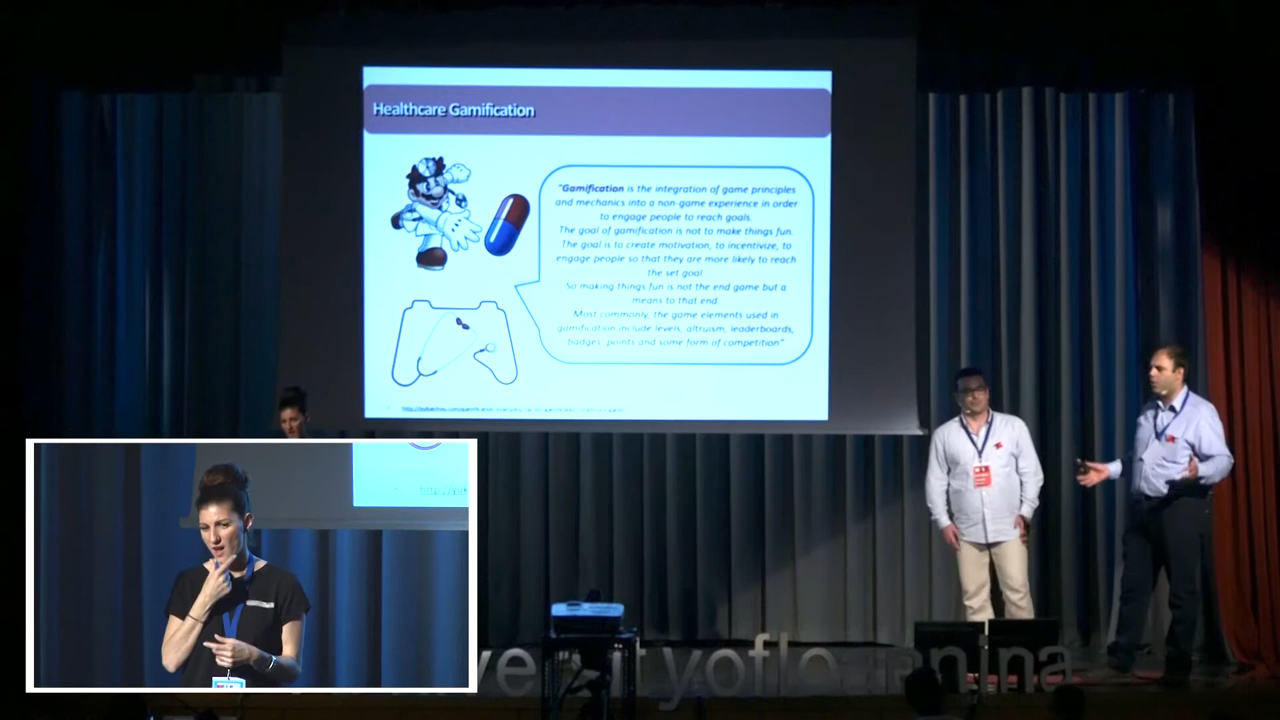 Healthcare Gamification
"Gamification is the integration of game principles
and mechanics into a non-game experience in order
to engage people to reach goals.
The goal of gamification is not to make things fun.
The goal is to create motivation, to incentivize, to
engage people so that they are more likely to reach
the set goal.
So making things fun is not the end game but a
means to that end.
Most commonly, the game elements used in
gamification include levels, altruism, leaderboards,
badges, points and some form of competition"